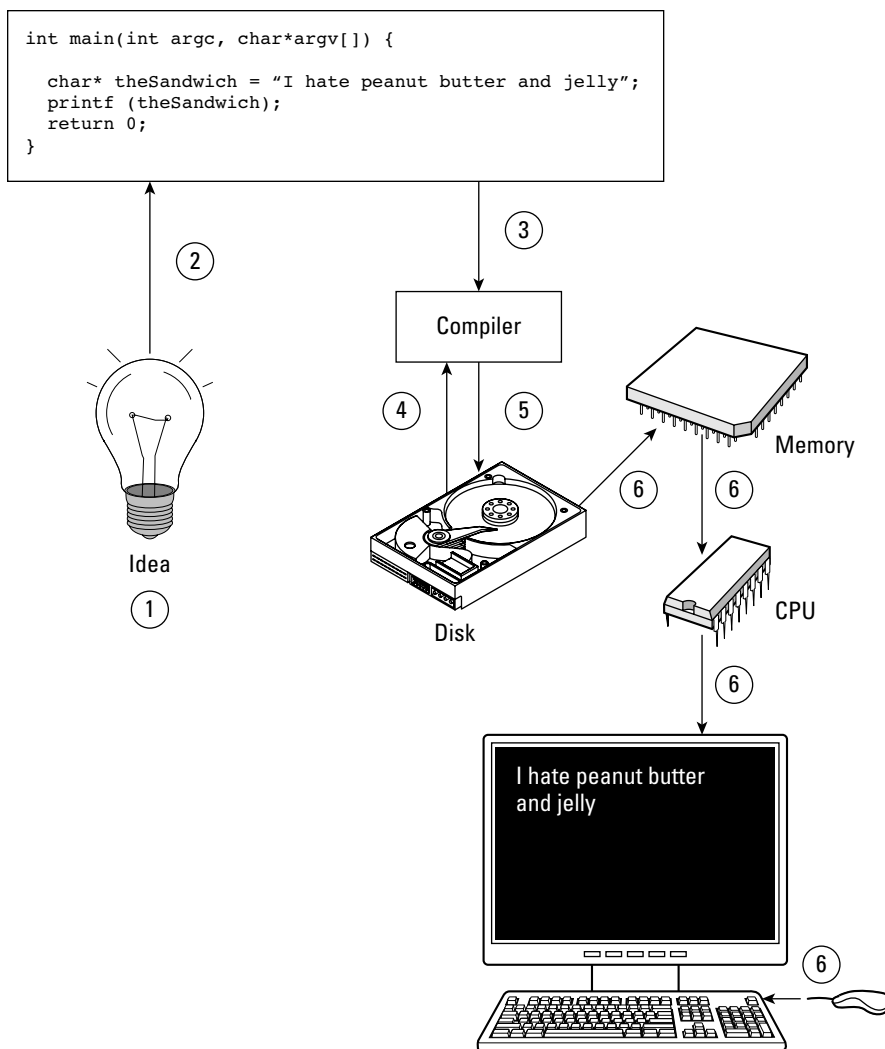 int main(int argc, char*argv[]) {
char* theSandwich = “I hate peanut butter and jelly”;
printf (theSandwich);
return 0;
}
2
3
Compiler
4
5
6
Memory
6
Idea
1
Disk
CPU
6
I hate peanut butter
and jelly
6